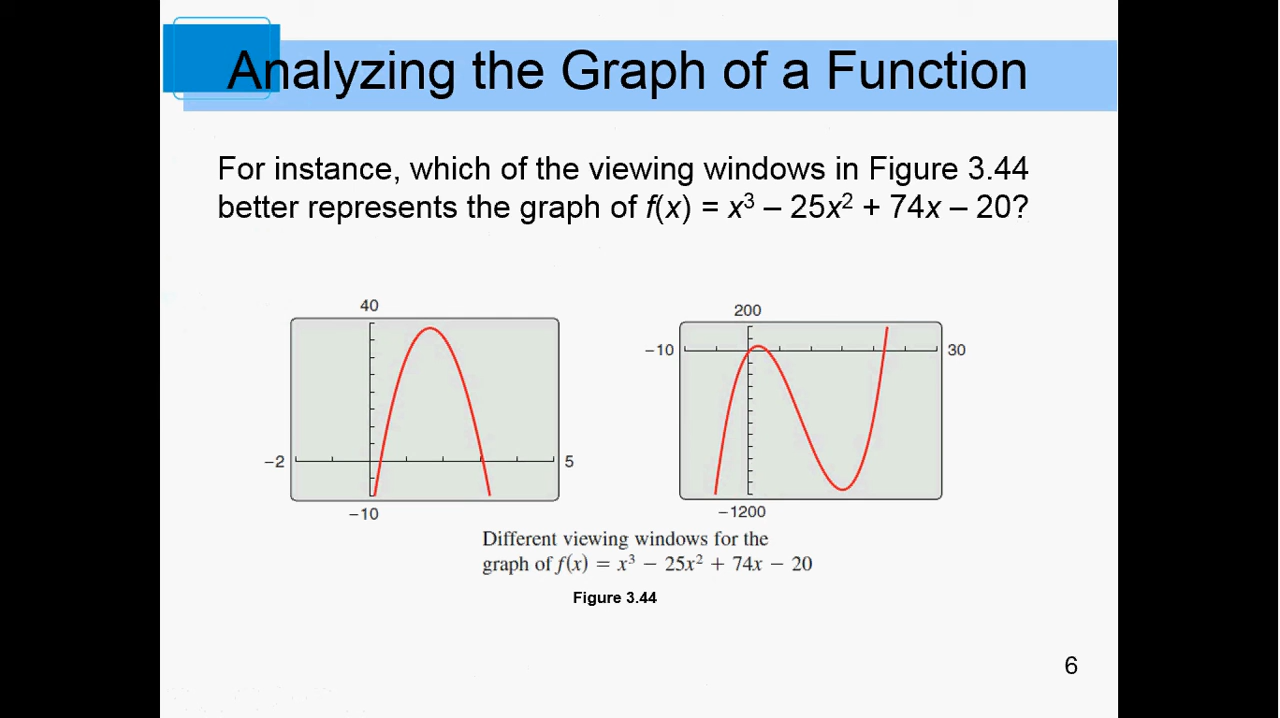 Analyzing the Graph of a Function
For instance, which of the viewing windows in Figure 3.44
better represents the graph of f(x) = x³ – 25x² + 74x – 20?
40
–2
5
–10
200
–10
30
–1200
Different viewing windows for the
graph of f(x) = x³ − 25x² + 74x − 20
Figure 3.44
6